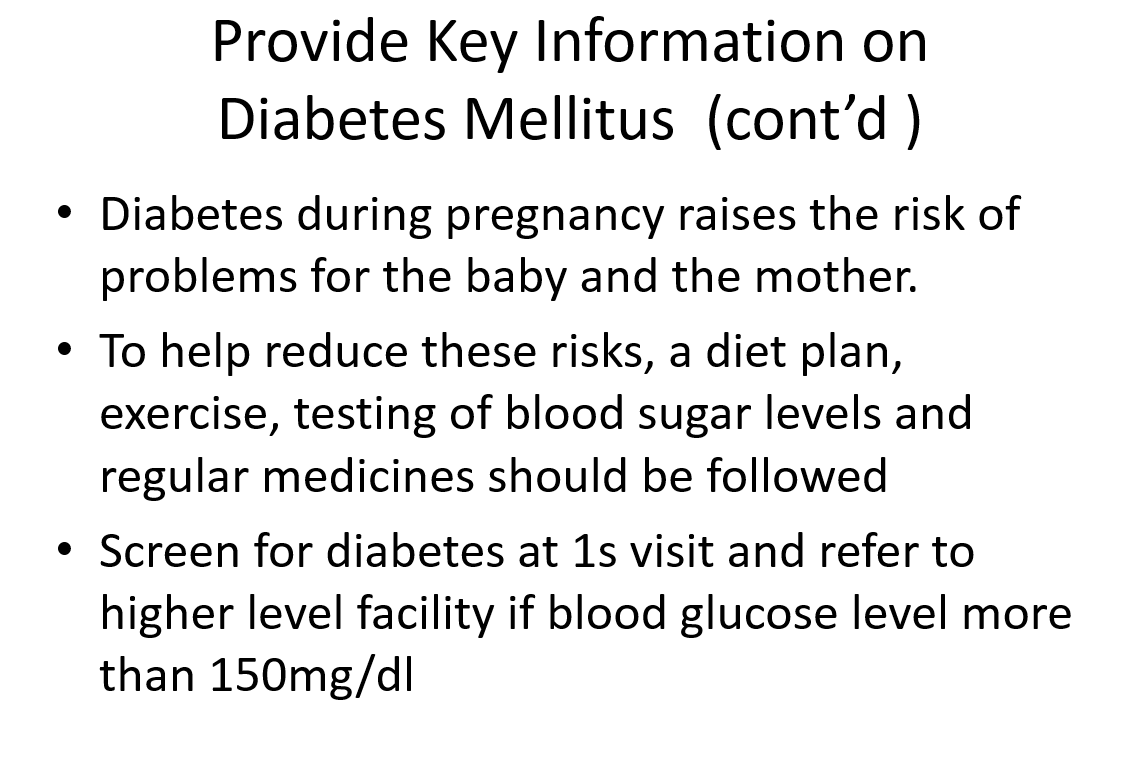 Provide Key Information on
Diabetes Mellitus  (cont’d )
• Diabetes during pregnancy raises the risk of
problems for the baby and the mother.
• To help reduce these risks, a diet plan,
exercise, testing of blood sugar levels and
regular medicines should be followed
• Screen for diabetes at 1s visit and refer to
higher level facility if blood glucose level more
than 150mg/dl